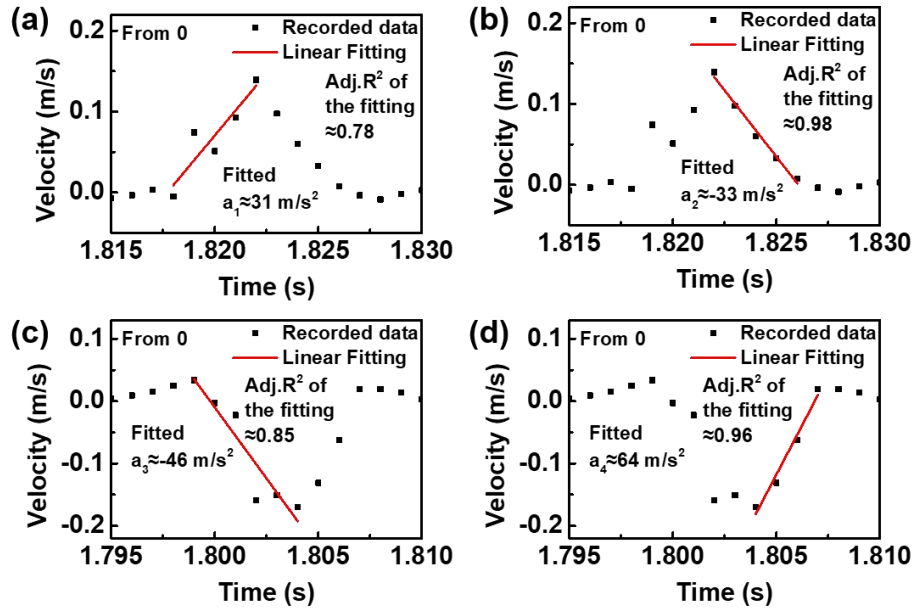 (a)
From 0
Recorded data
Linear Fitting
Adj.R² of
the fitting
≈0.78
Fitted
a₁≈31 m/s²
Velocity (m/s)
0.2
0.1
0.0
1.815 1.820 1.825 1.830
Time (s)
(b)
From 0
Recorded data
Linear Fitting
Adj.R² of
the fitting
≈0.98
Fitted
a₂≈-33 m/s²
Velocity (m/s)
0.2
0.1
0.0
1.815 1.820 1.825 1.830
Time (s)
(c)
From 0
Recorded data
Linear Fitting
Adj.R² of
the fitting
≈0.85
Fitted
a₃≈-46 m/s²
Velocity (m/s)
0.1
0.0
-0.1
-0.2
1.795 1.800 1.805 1.810
Time (s)
(d)
From 0
Recorded data
Linear Fitting
Adj.R² of
the fitting
≈0.96
Fitted
a₄≈64 m/s²
Velocity (m/s)
0.1
0.0
-0.1
-0.2
1.795 1.800 1.805 1.810
Time (s)